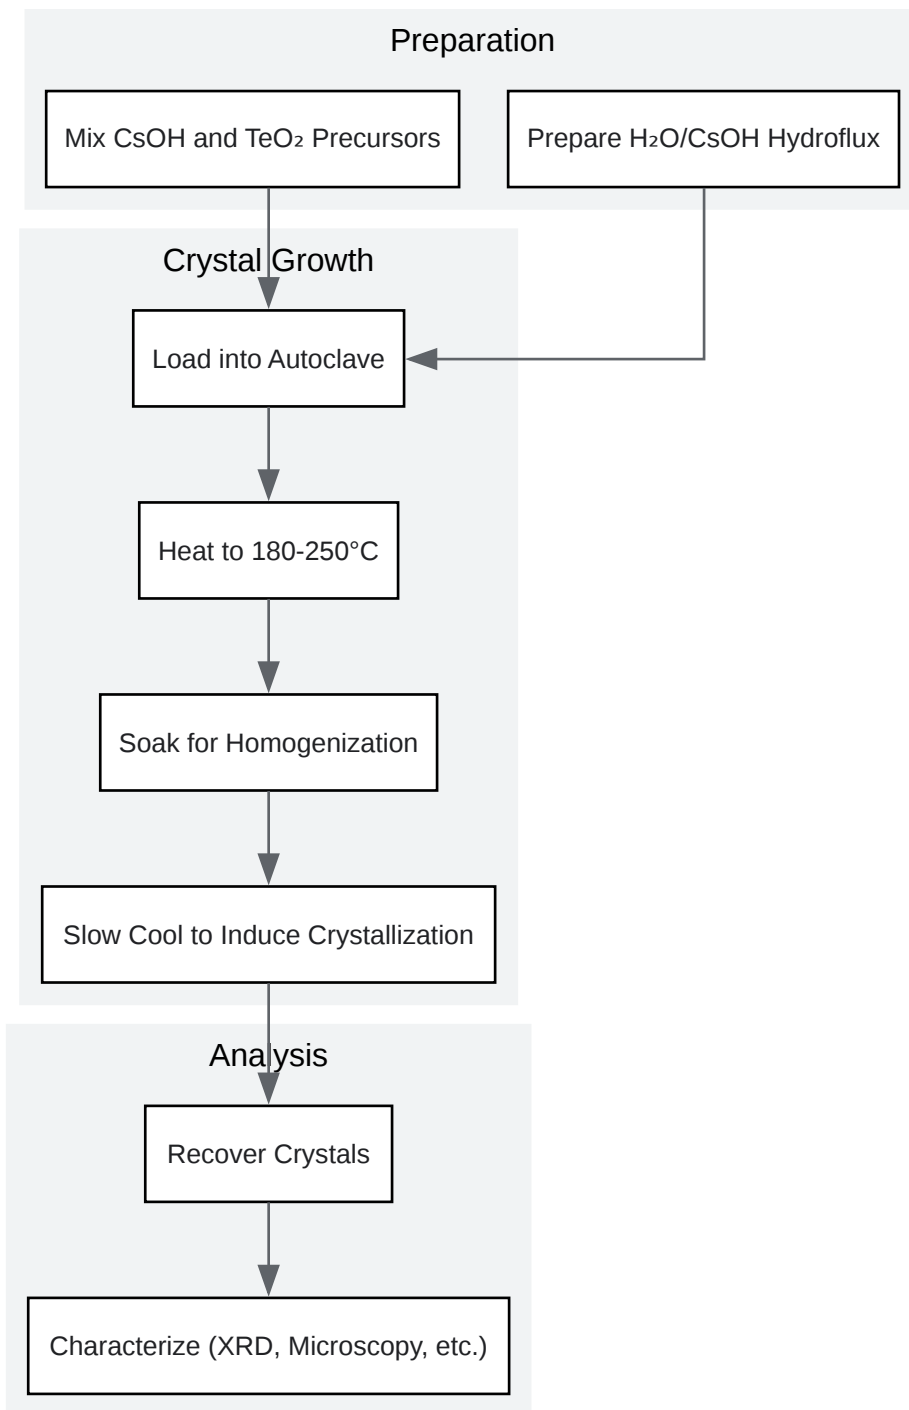 Preparation
Mix CsOH and TeO₂ Precursors
Prepare H₂O/CsOH Hydroflux
Crystal Growth
Load into Autoclave
Heat to 180-250°C
Soak for Homogenization
Slow Cool to Induce Crystallization
Analysis
Recover Crystals
Characterize (XRD, Microscopy, etc.)